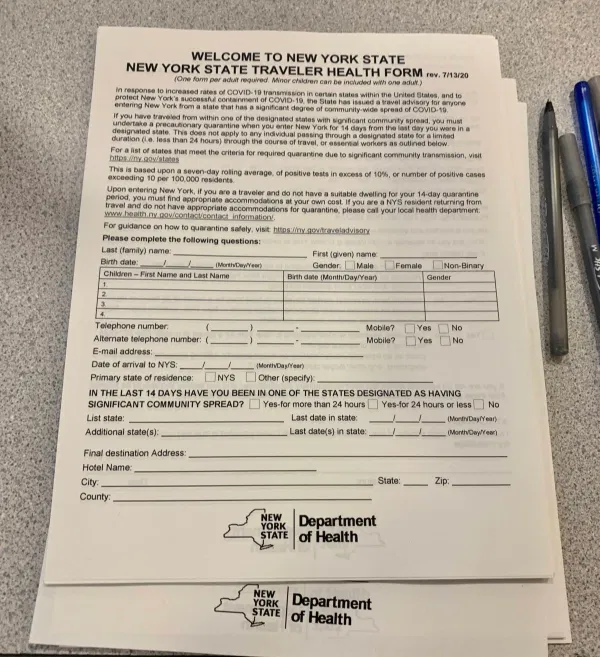 WELCOME TO NEW YORK STATE
NEW YORK STATE TRAVELER HEALTH FORM rev. 7/13/20
(One form per adult required. Minor children can be included with one adult.)
In response to increased rates of COVID-19 transmission in certain states within the United States, and to
protect New York's successful containment of COVID-19, the State has issued a travel advisory for anyone
entering New York from a state that has a significant degree of community-wide spread of COVID-19.
If you have traveled from within one of the designated states with significant community spread, you must
undertake a precautionary quarantine when you enter New York for 14 days from the last day you were in a
designated state. This does not apply to any individual passing through a designated state for a limited
duration (i.e. less than 24 hours) through the course of travel, or essential workers as outlined below.
For a list of states that meet the criteria for required quarantine due to significant community transmission, visit
https://ny.gov/states
This is based upon a seven-day rolling average, of positive tests in excess of 10%, or number of positive cases
exceeding 10 per 100,000 residents.
Upon entering New York, if you are a traveler and do not have a suitable dwelling for your 14-day quarantine
period, you must find appropriate accommodations at your own cost. If you are a NYS resident returning from
travel and do not have appropriate accommodations for quarantine, please call your local health department:
www.health.ny.gov/contact/contact_information/.
For guidance on how to quarantine safely, visit: https://ny.gov/traveladvisory
Please complete the following questions:
Last (family) name: First (given) name:
Birth date: / / (Month/Day/Year) Gender: Male Female Non-Binary
Children – First Name and Last Name Birth date (Month/Day/Year) Gender
1.
2.
3.
4.
Telephone number: ( ) - Mobile? Yes No
Alternate telephone number: ( ) - Mobile? Yes No
E-mail address:
Date of arrival to NYS: / / (Month/Day/Year)
Primary state of residence: NYS Other (specify):
IN THE LAST 14 DAYS HAVE YOU BEEN IN ONE OF THE STATES DESIGNATED AS HAVING
SIGNIFICANT COMMUNITY SPREAD? Yes-for more than 24 hours Yes-for 24 hours or less No
List state: Last date in state: / / (Month/Day/Year)
Additional state(s): Last date(s) in state: / / (Month/Day/Year)
Final destination Address:
Hotel Name:
City: State: Zip:
County:
NEW YORK STATE Department of Health
NEW YORK STATE Department of Health